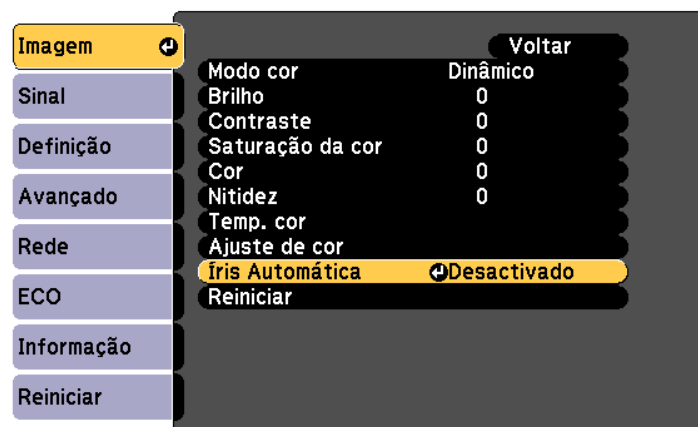 Imagem
Sinal
Definição
Avançado
Rede
ECO
Informação
Reiniciar
Voltar
Modo cor Dinâmico
Brilho 0
Contraste 0
Saturação da cor 0
Cor 0
Nitidez 0
Temp. cor
Ajuste de cor
Íris Automática Desactivado
Reiniciar